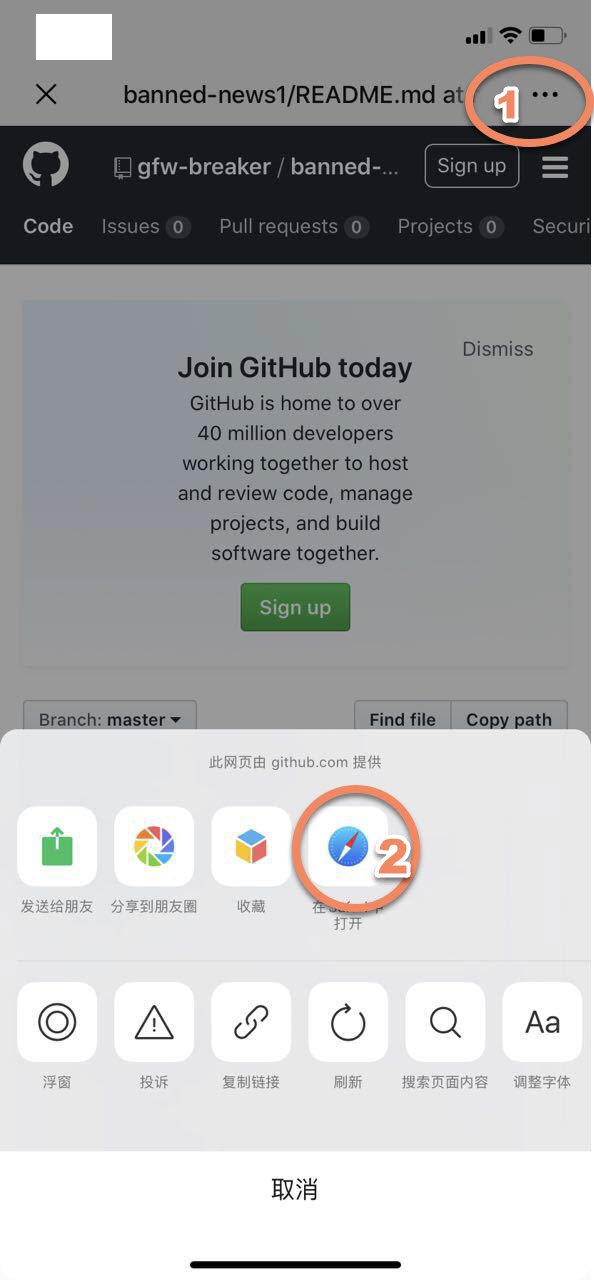 banned-news1/README.md at
1
gfw-breaker / banned-...
Sign up
Code
Issues 0
Pull requests 0
Projects 0
Securi
Dismiss
Join GitHub today
GitHub is home to over
40 million developers
working together to host
and review code, manage
projects, and build
software together.
Sign up
Branch: master
Find file
Copy path
此网页由 github.com 提供
2
发送给朋友
分享到朋友圈
收藏
在
打开
浮窗
投诉
复制链接
刷新
搜索页面内容
Aa
调整字体
取消